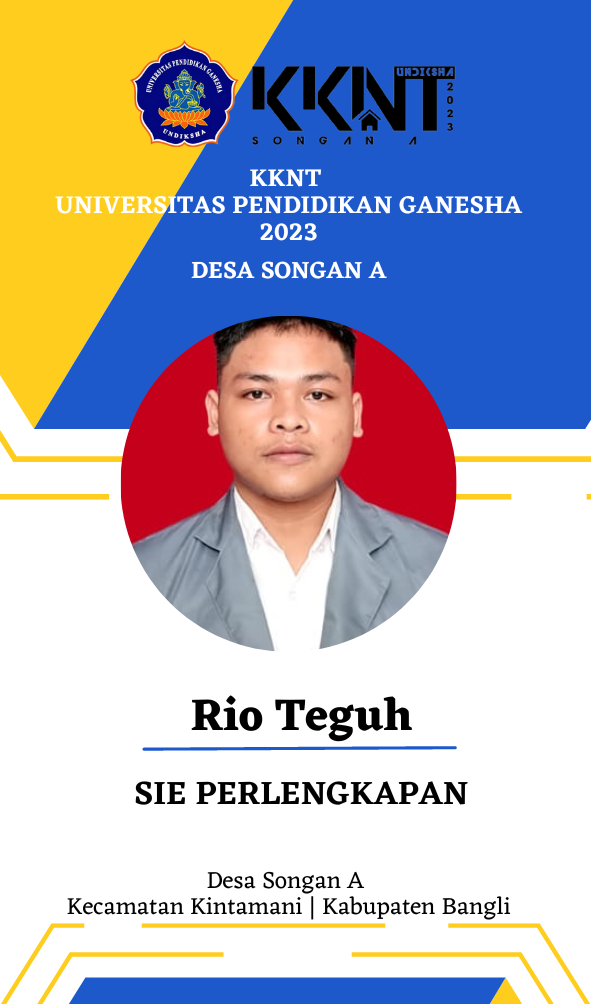 UNIVERSITAS PENDIDIKAN GANESHA
UNDIKSHA
KKNT
UNDIKSHA
2023
SONGAN A
KKNT
UNIVERSITAS PENDIDIKAN GANESHA
2023
DESA SONGAN A
Rio Teguh
SIE PERLENGKAPAN
Desa Songan A
Kecamatan Kintamani | Kabupaten Bangli